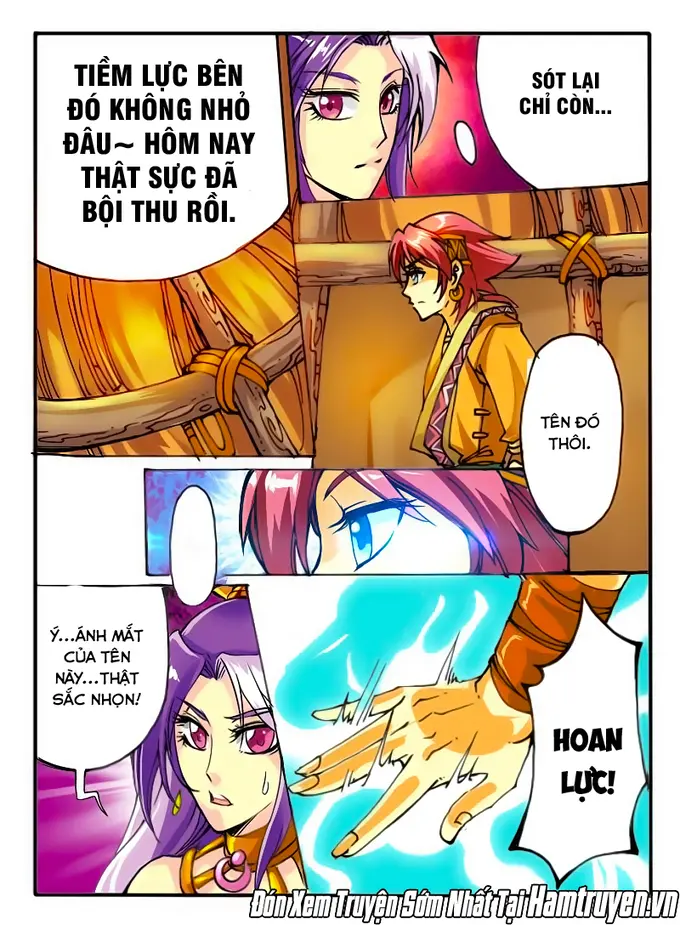 TIỀM LỰC BÊN
ĐÓ KHÔNG NHỎ
ĐÂU~ HÔM NAY
THẬT SỰC ĐÃ
BỘI THU RỒI.
SÓT LẠI
CHỈ CÒN...
TÊN ĐÓ
THÔI.
Ý...ÁNH MẮT
CỦA TÊN
NÀY...THẬT
SẮC NHỌN!
HOAN
LỰC!
Đón Xem Truyện Sớm Nhất Tại Hamtruyen.vn